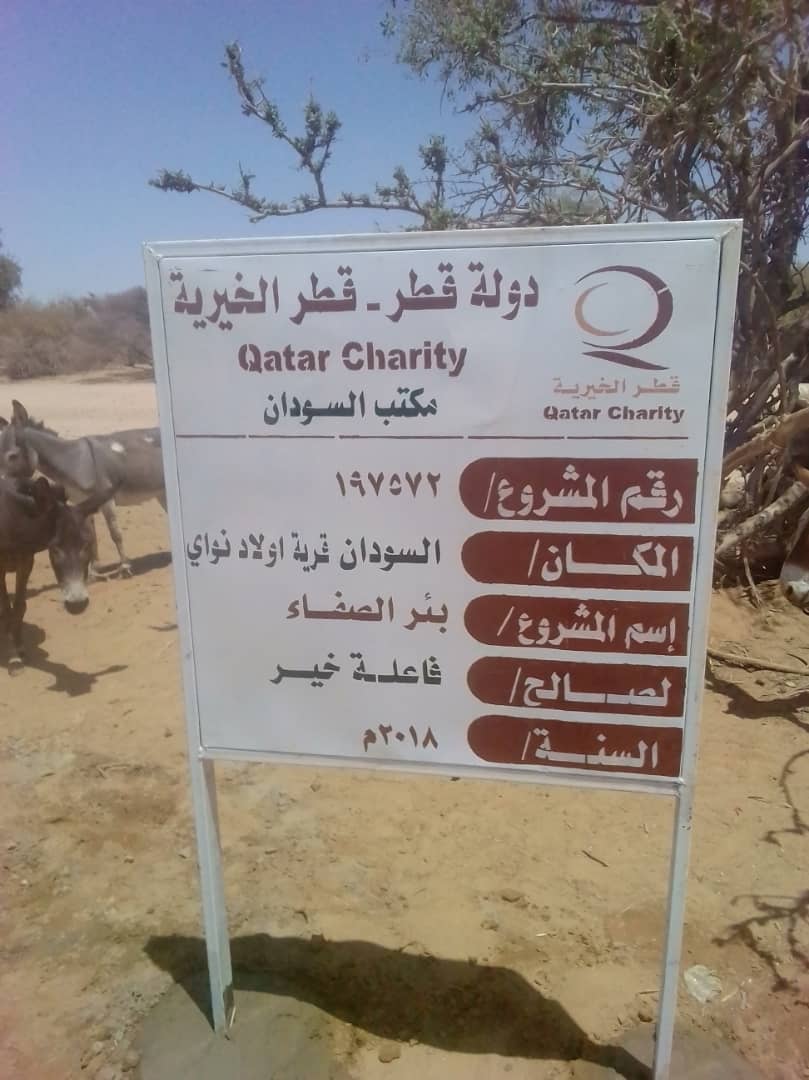 دولة قطر - قطر الخيرية
Qatar Charity
مكتب السودان
قطر الخيرية
Qatar Charity
رقم المشروع/ ١٩٧٥٧٢
المكان/ السودان قرية اولاد نواي
إسم المشروع/ بئر الصفاء
لصالح/ فاعلة خير
السنة/ ٢٠١٨م